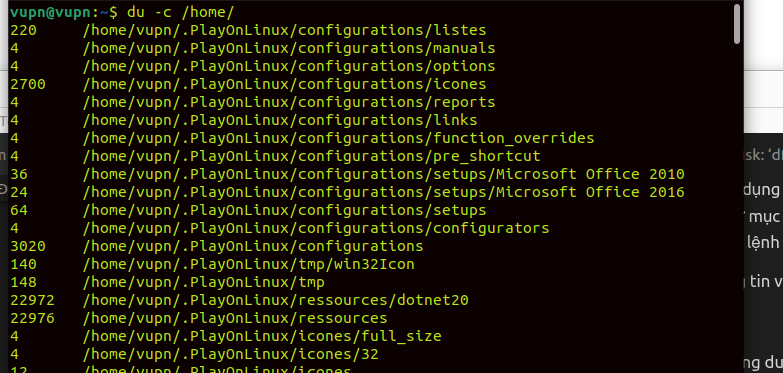 vupn@vupn:~$ du -c /home/
220 /home/vupn/.PlayOnLinux/configurations/listes
4 /home/vupn/.PlayOnLinux/configurations/manuals
4 /home/vupn/.PlayOnLinux/configurations/options
2700 /home/vupn/.PlayOnLinux/configurations/icones
4 /home/vupn/.PlayOnLinux/configurations/reports
4 /home/vupn/.PlayOnLinux/configurations/links
4 /home/vupn/.PlayOnLinux/configurations/function_overrides
4 /home/vupn/.PlayOnLinux/configurations/pre_shortcut
36 /home/vupn/.PlayOnLinux/configurations/setups/Microsoft Office 2010
24 /home/vupn/.PlayOnLinux/configurations/setups/Microsoft Office 2016
64 /home/vupn/.PlayOnLinux/configurations/setups
4 /home/vupn/.PlayOnLinux/configurations/configurators
3020 /home/vupn/.PlayOnLinux/configurations
140 /home/vupn/.PlayOnLinux/tmp/win32Icon
148 /home/vupn/.PlayOnLinux/tmp
22972 /home/vupn/.PlayOnLinux/ressources/dotnet20
22976 /home/vupn/.PlayOnLinux/ressources
4 /home/vupn/.PlayOnLinux/icones/full_size
4 /home/vupn/.PlayOnLinux/icones/32
12 /home/vupn/.PlayOnLinux/icones
dụng
mục
lệnh
tin v